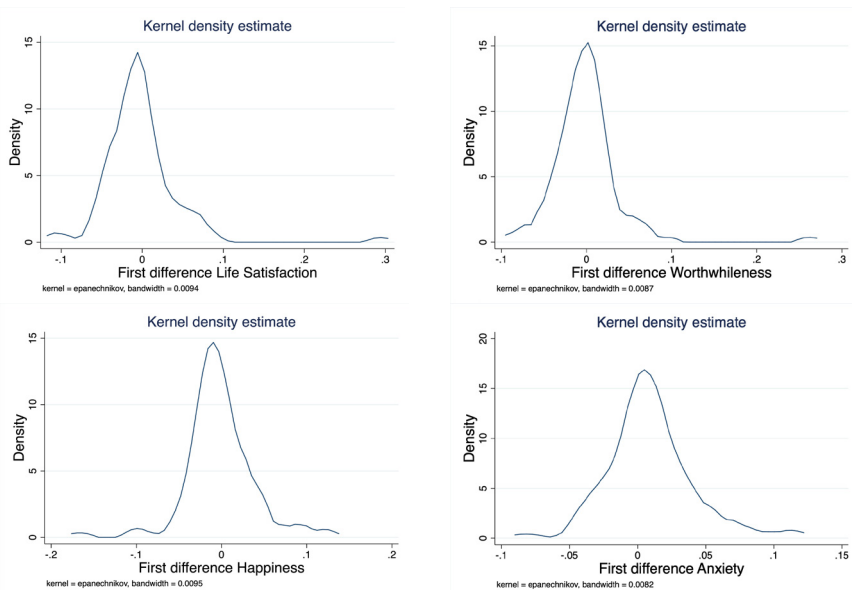 Kernel density estimate
15
10
5
0
Density
-.1
0
.1
.2
.3
First difference Life Satisfaction
kernel = epanechnikov, bandwidth = 0.0094
Kernel density estimate
15
10
5
0
Density
-.1
0
.1
.2
.3
First difference Worthwhileness
kernel = epanechnikov, bandwidth = 0.0087
Kernel density estimate
15
10
5
0
Density
-.2
-.1
0
.1
.2
First difference Happiness
kernel = epanechnikov, bandwidth = 0.0095
Kernel density estimate
20
15
10
5
0
Density
-.1
-.05
0
.05
.1
.15
First difference Anxiety
kernel = epanechnikov, bandwidth = 0.0082